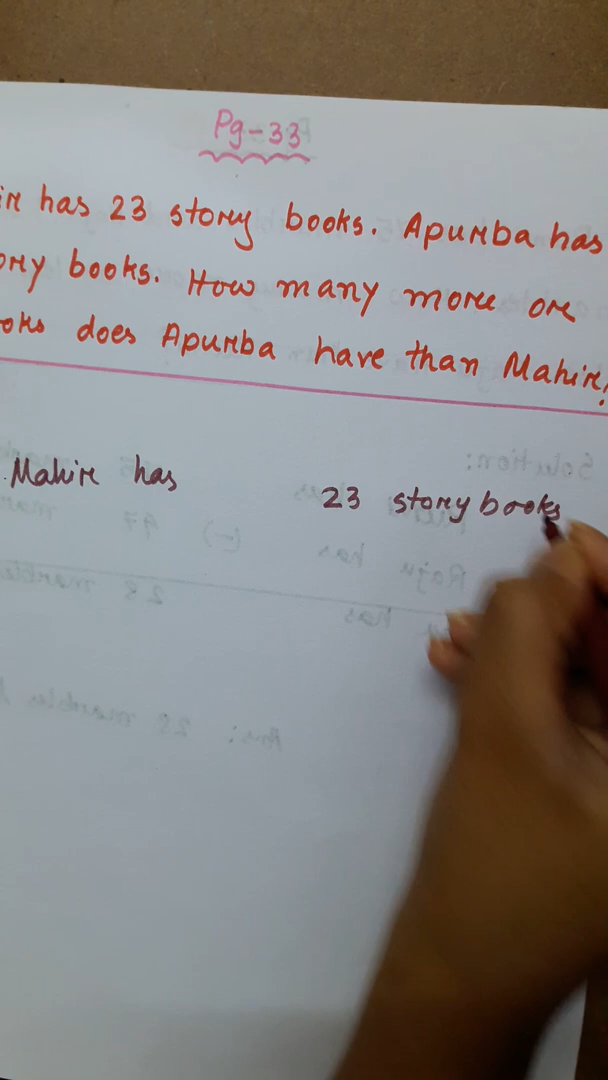 Pg-33
has 23 story books. Apurba has
books. How many more or
does Apurba have than Mahir?
Mahir has 23 story books